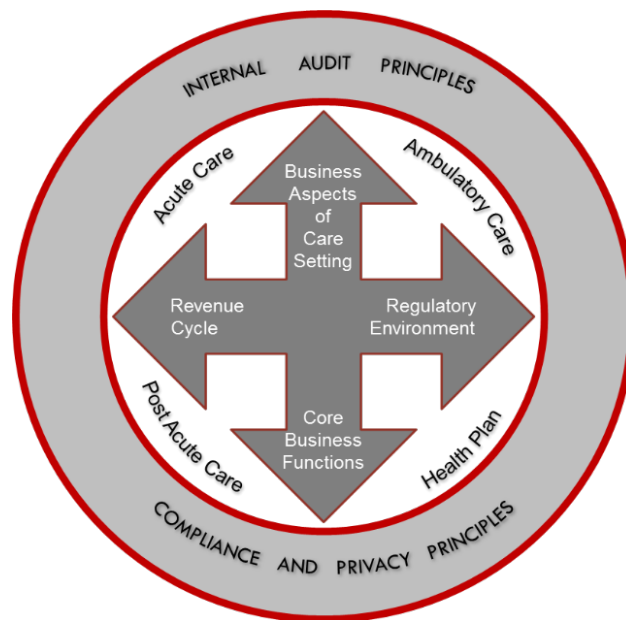 INTERNAL AUDIT PRINCIPLES
Acute Care
Ambulatory Care
Business
Aspects
of
Care
Setting
Revenue
Cycle
Regulatory
Environment
Core
Business
Functions
Post Acute Care
Health Plan
COMPLIANCE AND PRIVACY PRINCIPLES